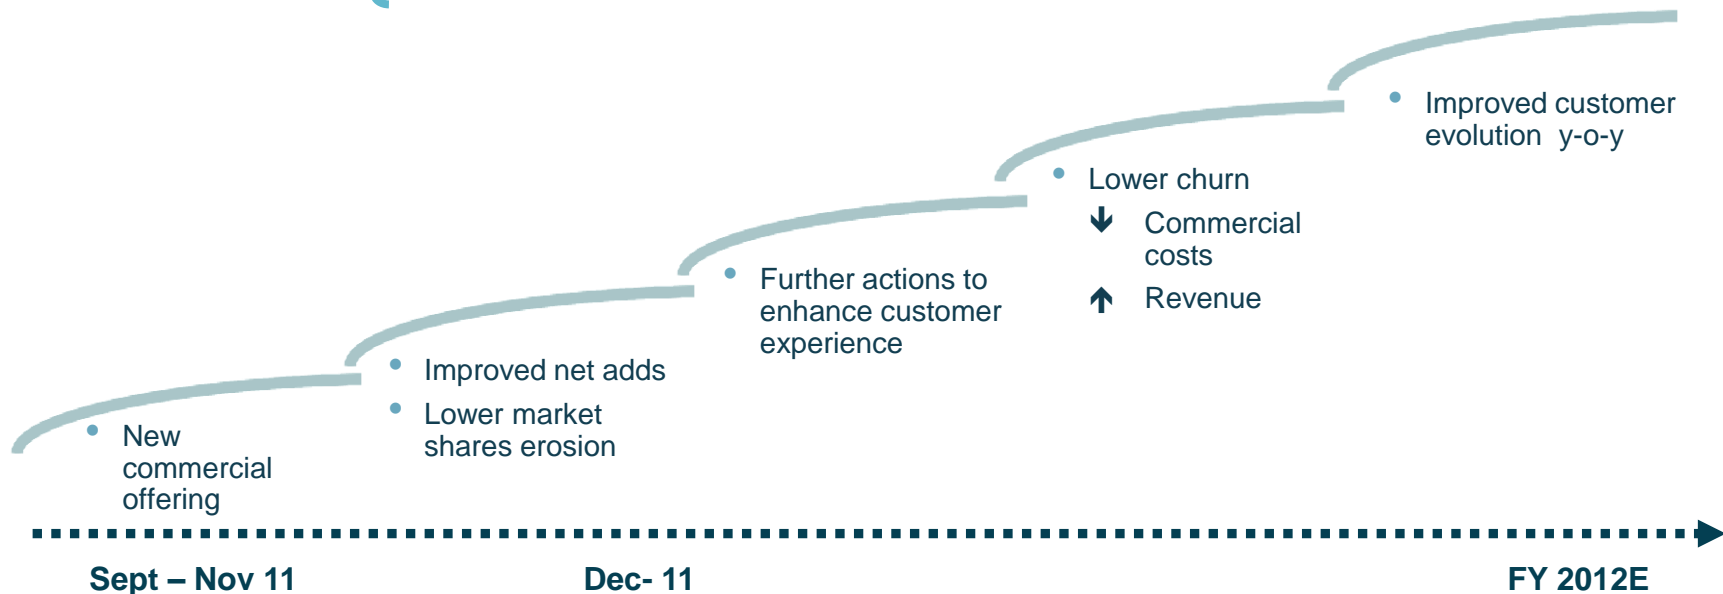 New
commercial
offering
Improved net adds
Lower market
shares erosion
Further actions to
enhance customer
experience
Lower churn
Commercial
costs
Revenue
Improved customer
evolution  y-o-y
Sept – Nov 11
Dec- 11
FY 2012E